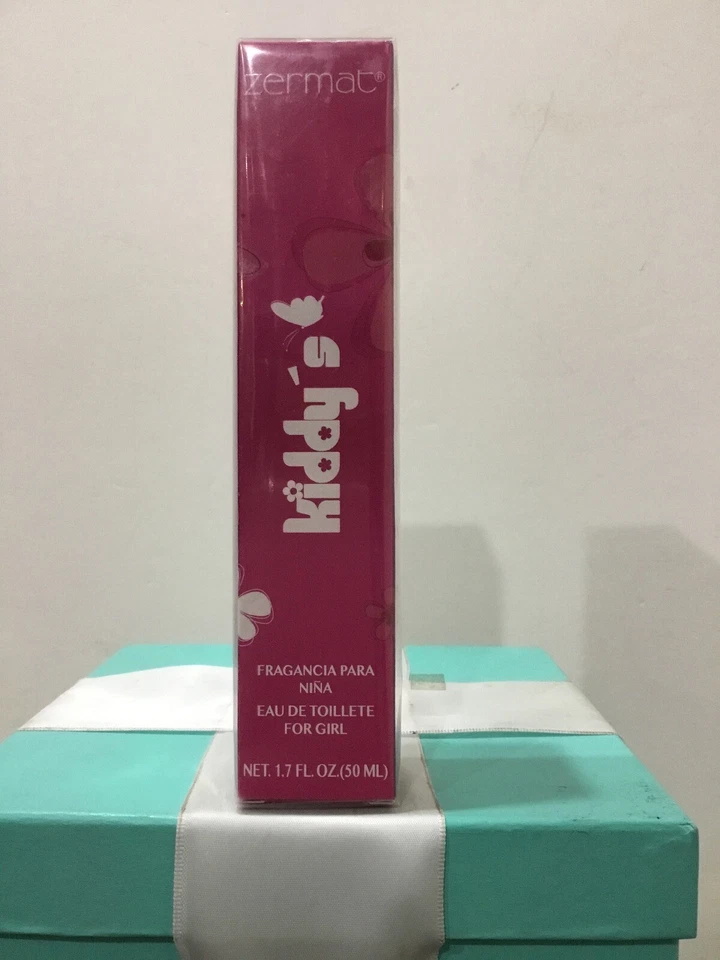 zermat®
kiddy´s
FRAGANCIA PARA
NIÑA
EAU DE TOILLETE
FOR GIRL
NET. 1.7 FL. OZ.(50 ML)